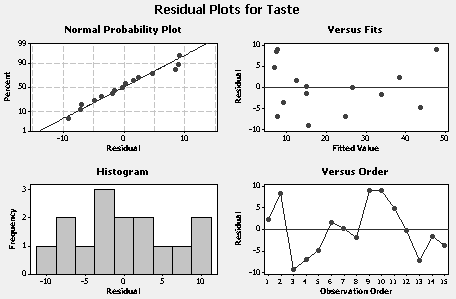 Residual Plots for Taste
Normal Probability Plot
99
90
50
10
1
Percent
-10
0
10
Residual
Versus Fits
10
5
0
-5
-10
Residual
10
20
30
40
50
Fitted Value
Histogram
3
2
1
0
Frequency
-10
-5
0
5
10
Residual
Versus Order
10
5
0
-5
-10
Residual
1 2 3 4 5 6 7 8 9 10 11 12 13 14 15
Observation Order